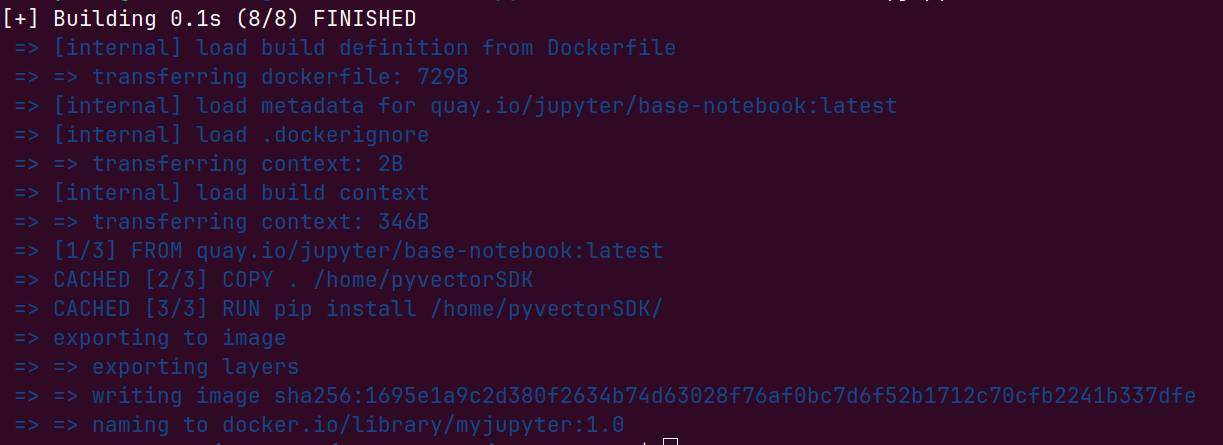 [+] Building 0.1s (8/8) FINISHED
=> [internal] load build definition from Dockerfile
=> => transferring dockerfile: 729B
=> [internal] load metadata for quay.io/jupyter/base-notebook:latest
=> [internal] load .dockerignore
=> => transferring context: 2B
=> [internal] load build context
=> => transferring context: 346B
=> [1/3] FROM quay.io/jupyter/base-notebook:latest
=> CACHED [2/3] COPY . /home/pyvectorSDK
=> CACHED [3/3] RUN pip install /home/pyvectorSDK/
=> exporting to image
=> => exporting layers
=> => writing image sha256:1695e1a9c2d380f2634b74d63028f76af0bc7d6f52b1712c70cfb2241b337dfe
=> => naming to docker.io/library/myjupyter:1.0